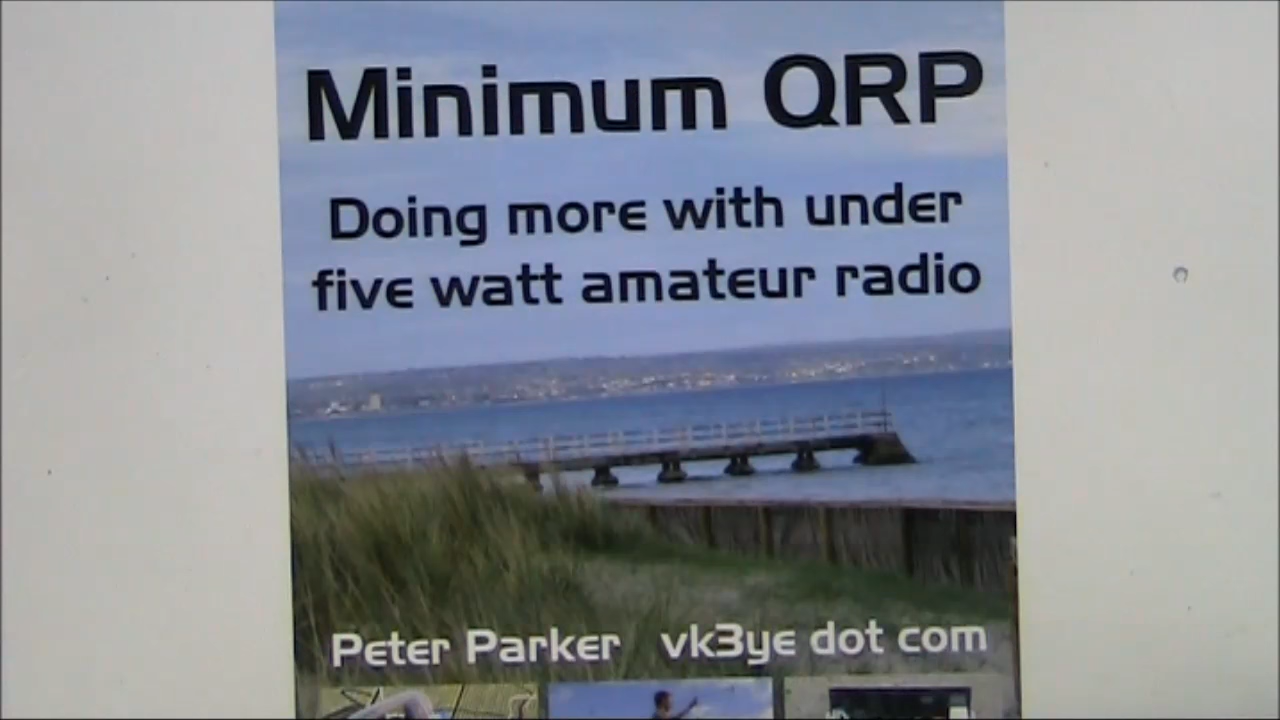 Minimum QRP
Doing more with under
five watt amateur radio
Peter Parker vk3ye dot com